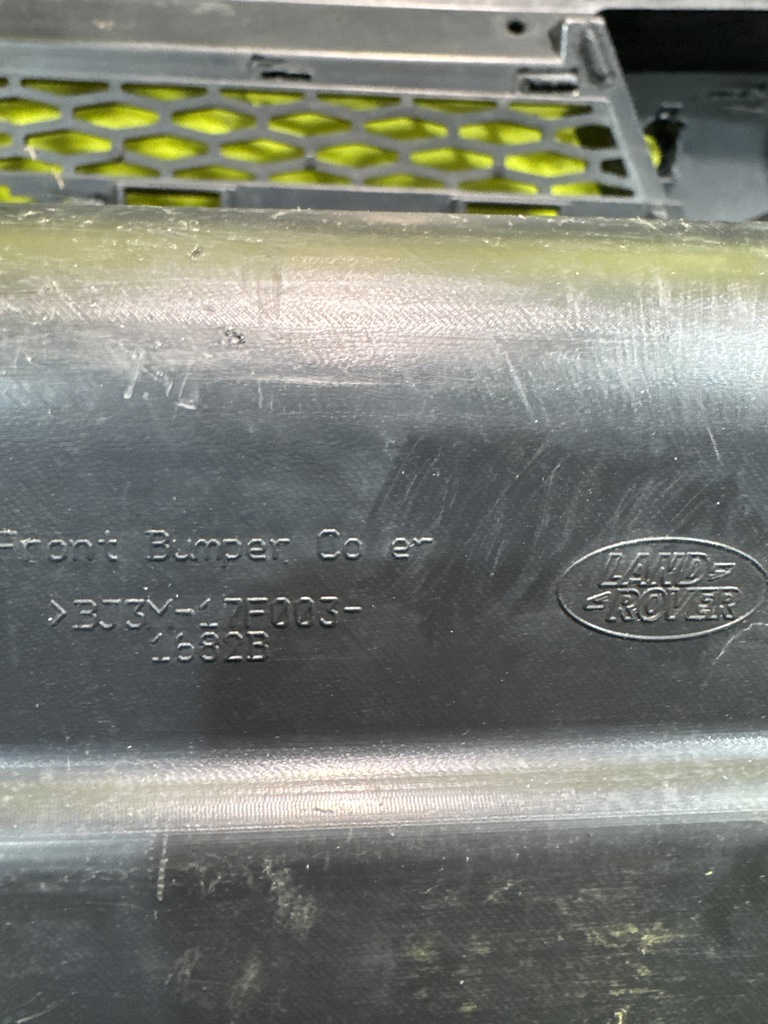 Front Bumper Co er
>BJ3M-17F003-
1682B
LAND
ROVER